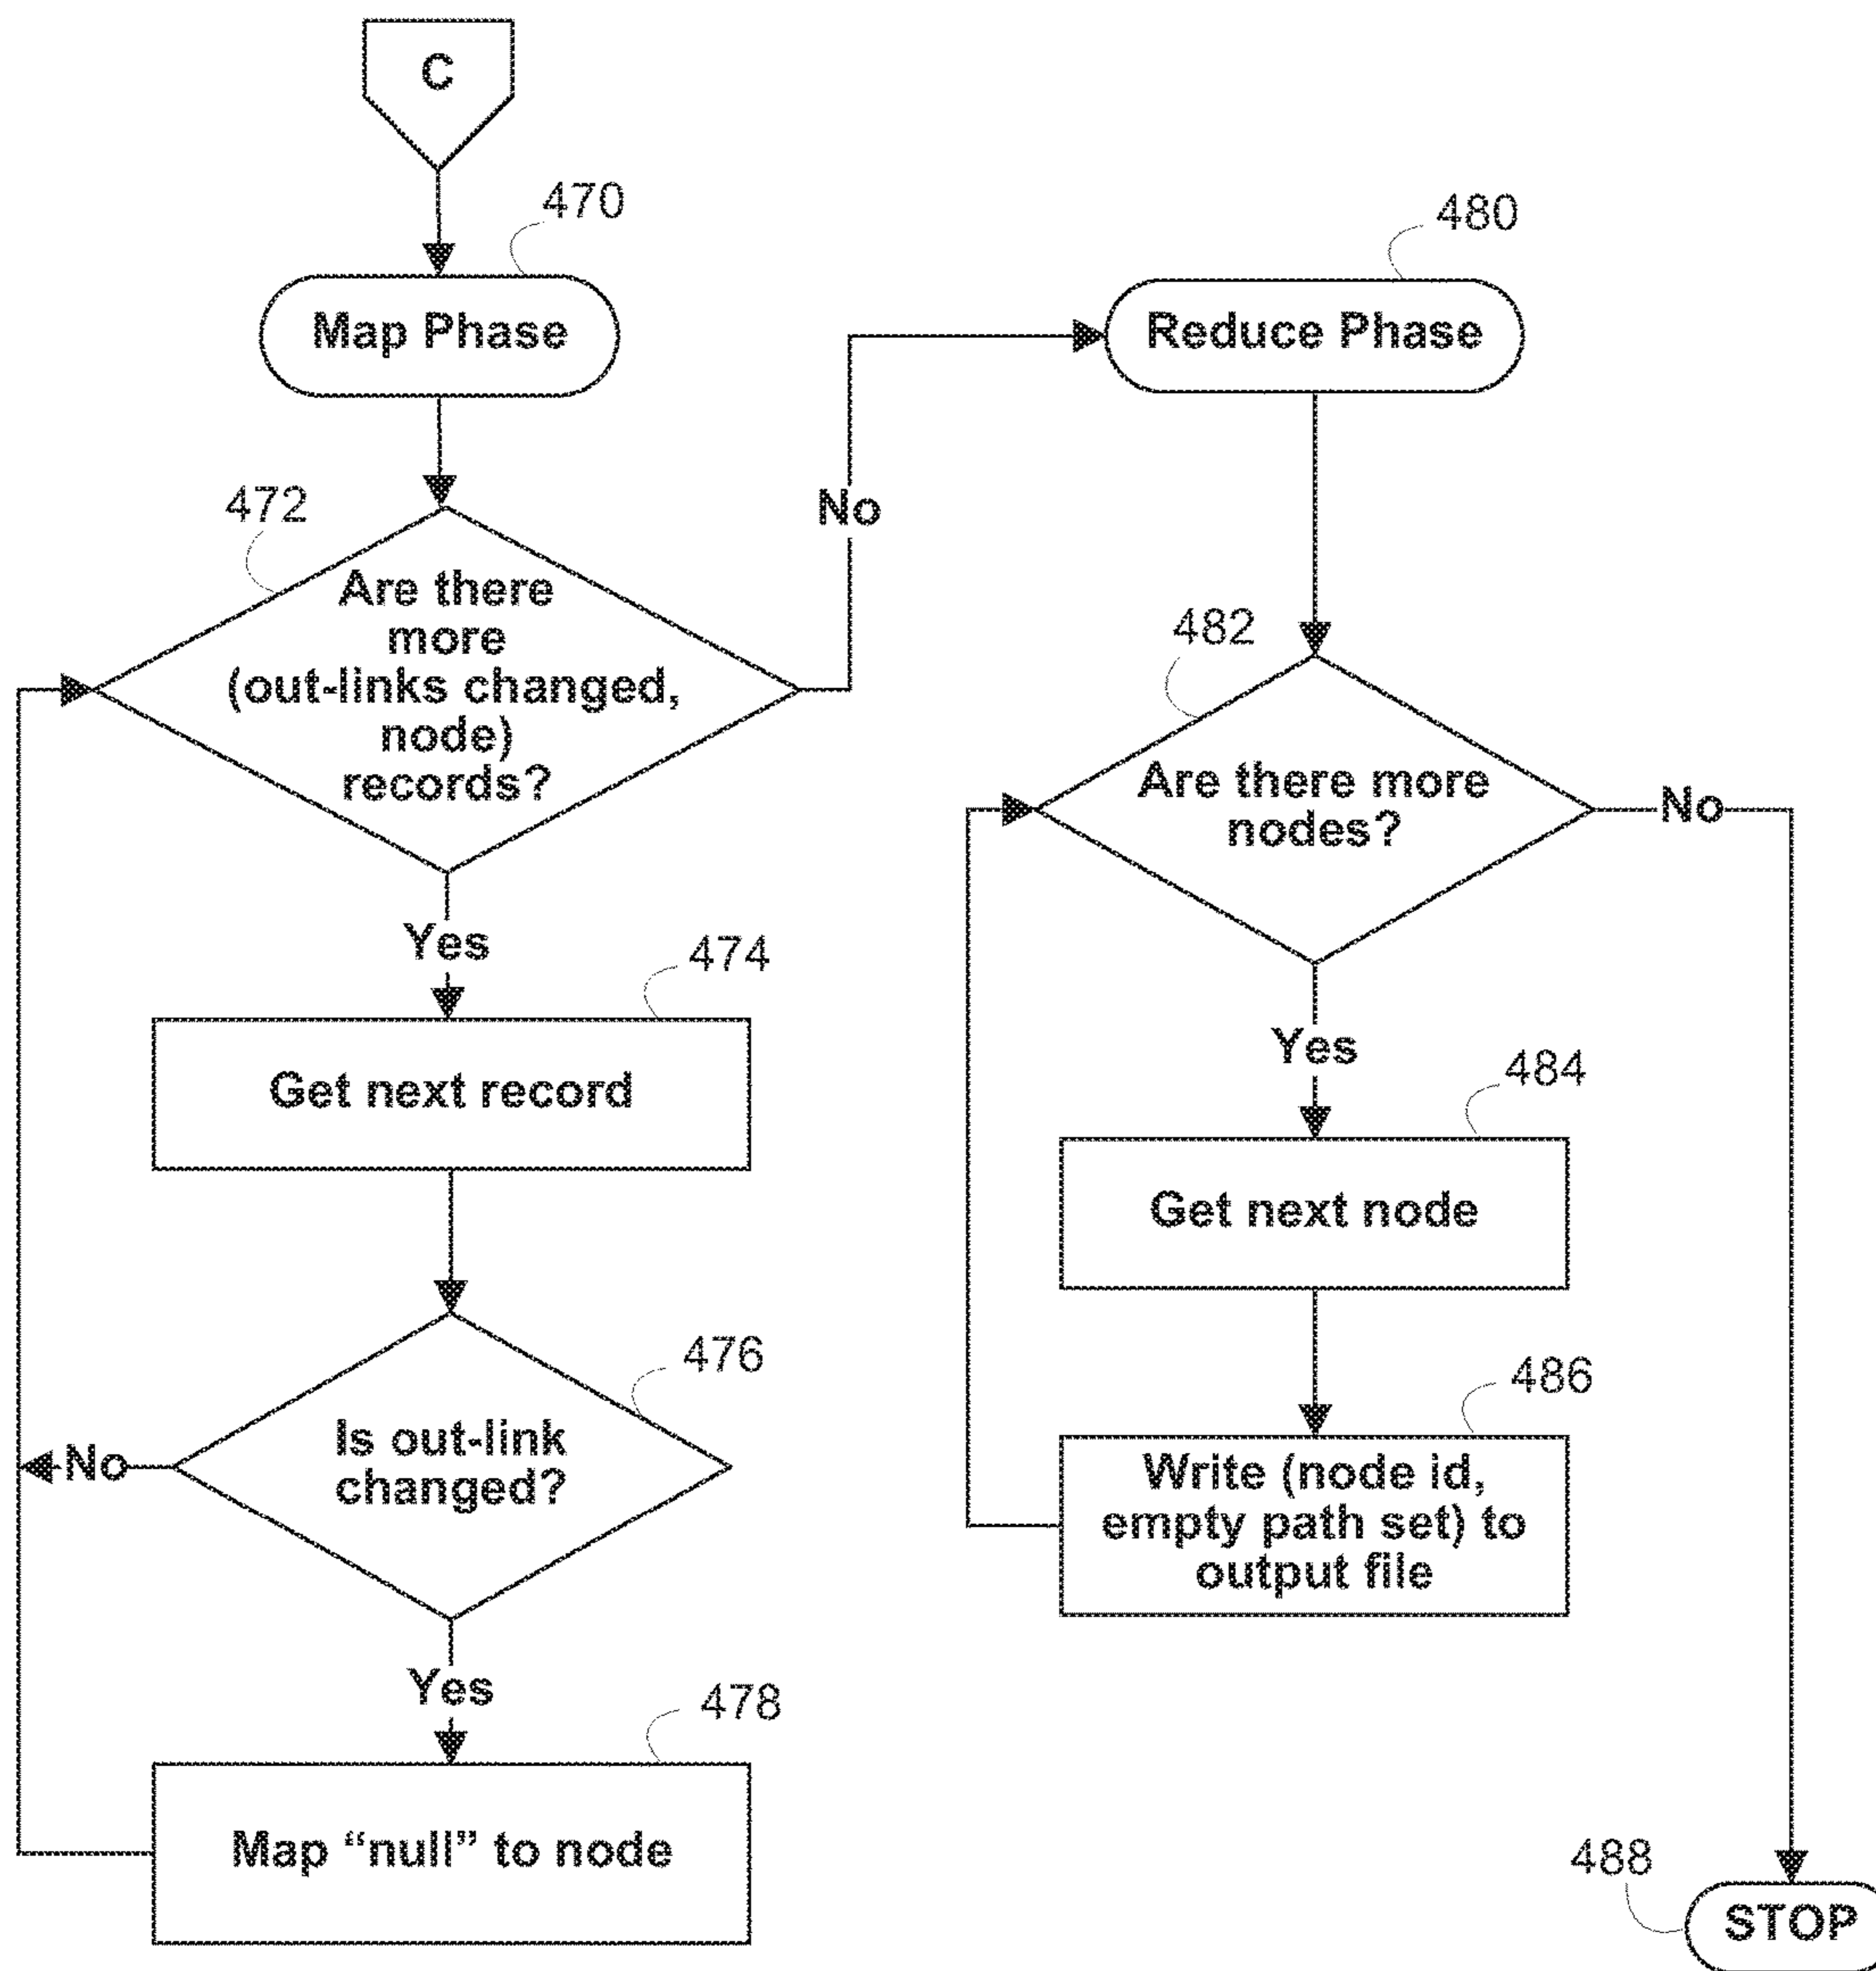 C
470
Map Phase
472
Are there
more
(out-links changed,
node)
records?
No
Yes
474
Get next record
476
Is out-link
changed?
No
Yes
478
Map “null” to node
480
Reduce Phase
482
Are there more
nodes?
No
Yes
484
Get next node
486
Write (node id,
empty path set) to
output file
488
STOP